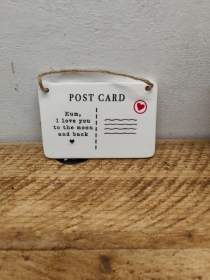 POST CARD
Mum,
I love you
to the moon
and back